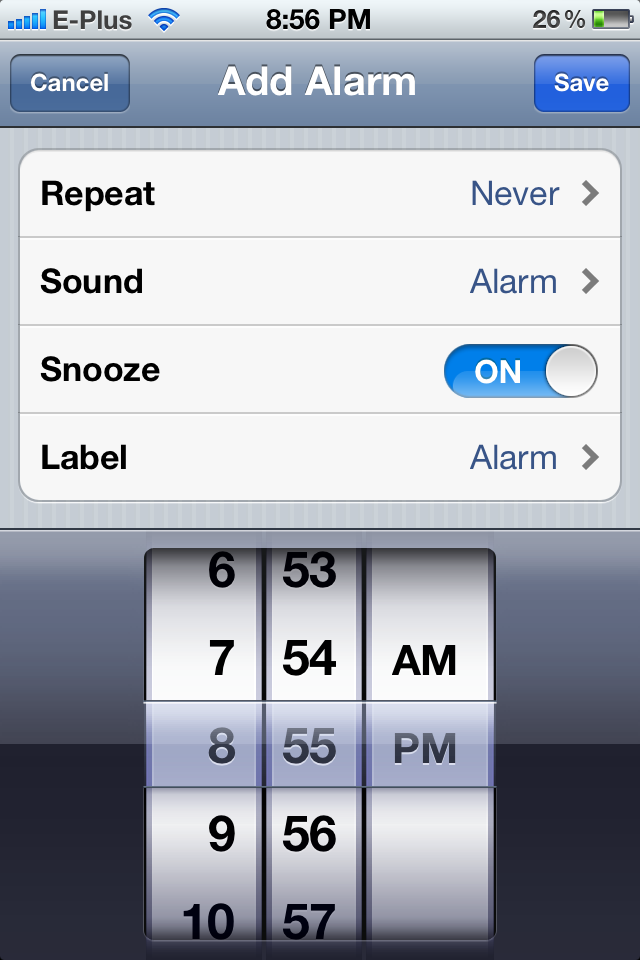 E-Plus 8:56 PM 26 %
Cancel Add Alarm Save
Repeat Never
Sound Alarm
Snooze ON
Label Alarm
6 53
7 54 AM
8 55 PM
9 56
10 57